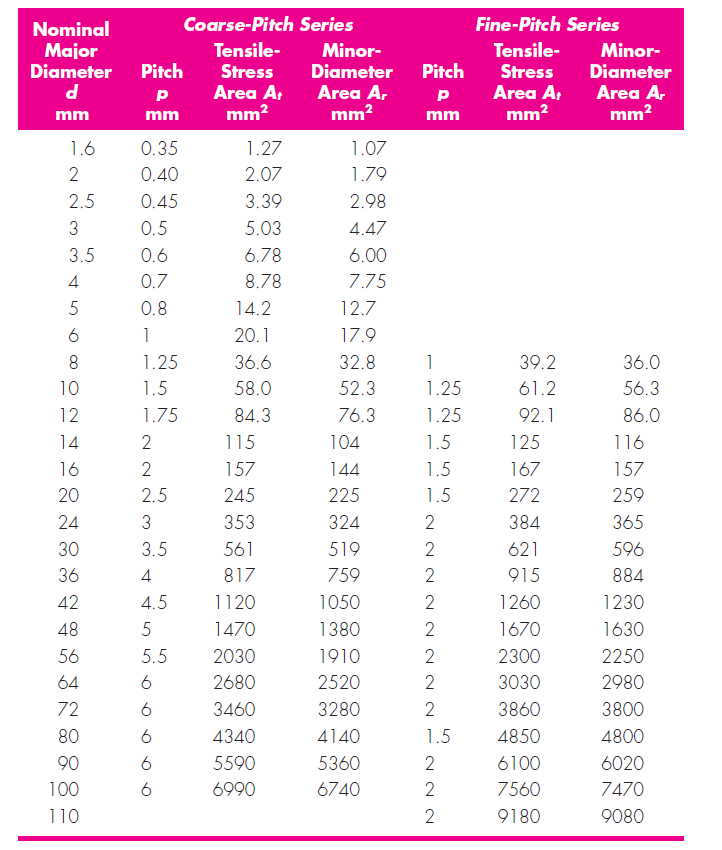 Nominal Major Diameter d mm Coarse-Pitch Series Fine-Pitch Series
Pitch p mm Tensile-Stress Area At mm² Minor-Diameter Area Ar mm² Pitch p mm Tensile-Stress Area At mm² Minor-Diameter Area Ar mm²
1.6 0.35 1.27 1.07
2 0.40 2.07 1.79
2.5 0.45 3.39 2.98
3 0.5 5.03 4.47
3.5 0.6 6.78 6.00
4 0.7 8.78 7.75
5 0.8 14.2 12.7
6 1 20.1 17.9
8 1.25 36.6 32.8 1 39.2 36.0
10 1.5 58.0 52.3 1.25 61.2 56.3
12 1.75 84.3 76.3 1.25 92.1 86.0
14 2 115 104 1.5 125 116
16 2 157 144 1.5 167 157
20 2.5 245 225 1.5 272 259
24 3 353 324 2 384 365
30 3.5 561 519 2 621 596
36 4 817 759 2 915 884
42 4.5 1120 1050 2 1260 1230
48 5 1470 1380 2 1670 1630
56 5.5 2030 1910 2 2300 2250
64 6 2680 2520 2 3030 2980
72 6 3460 3280 2 3860 3800
80 6 4340 4140 1.5 4850 4800
90 6 5590 5360 2 6100 6020
100 6 6990 6740 2 7560 7470
110 2 9180 9080